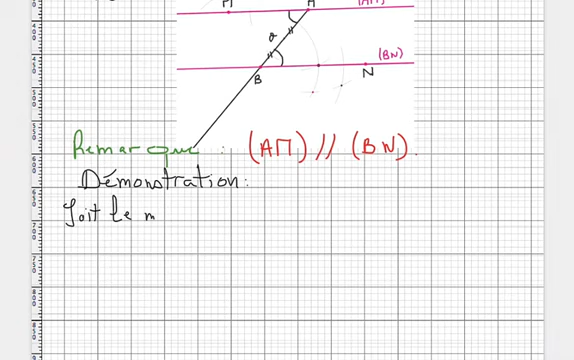 M A (AM)
a
(BN)
B N
Remarque : (AM) // (BN).
Démonstration:
Soit le m